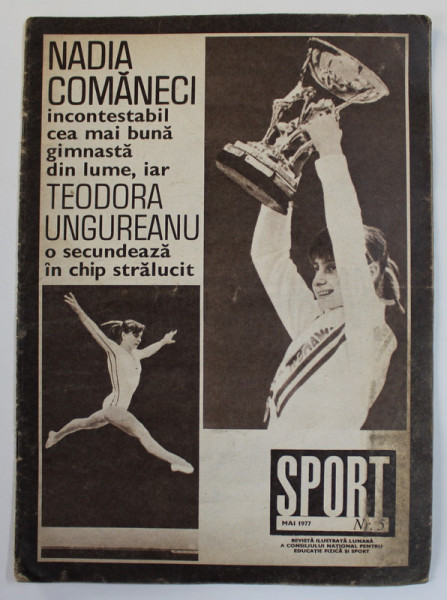 NADIA
COMĂNECI
incontestabil
cea mai bună
gimnastă
din lume, iar
TEODORA
UNGUREANU
o secundează
în chip strălucit
SPORT
MAI 1977 Nr. 5
REVISTĂ ILUSTRATĂ LUNARĂ
A CONSILIULUI NAȚIONAL PENTRU
EDUCAȚIE FIZICĂ ȘI SPORT